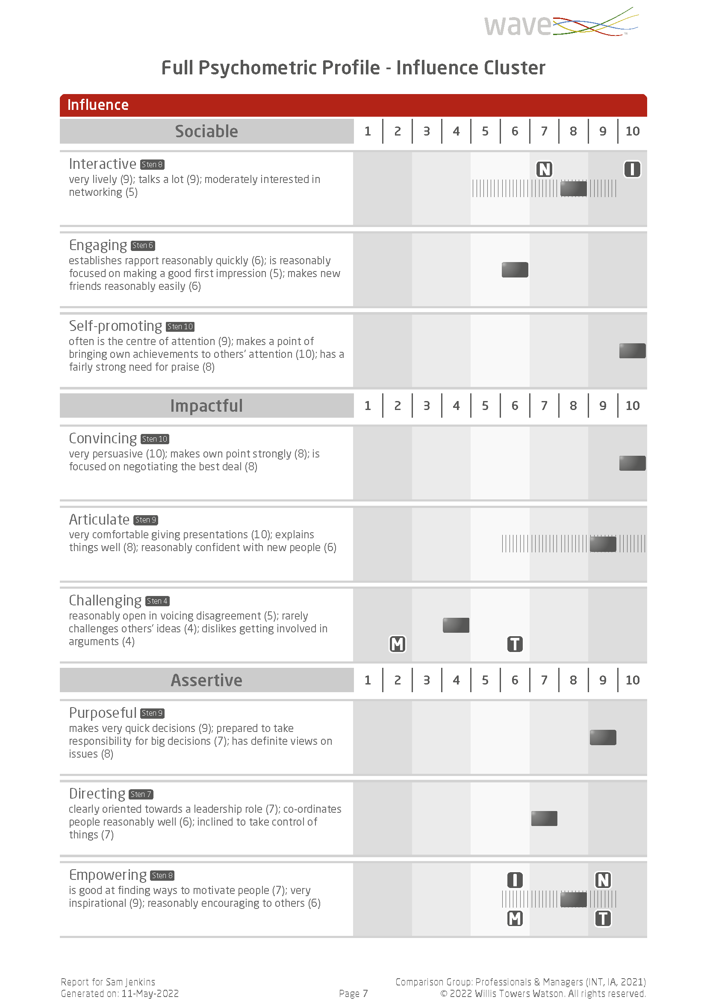 wave
Full Psychometric Profile - Influence Cluster
Influence
Sociable 1 2 3 4 5 6 7 8 9 10
Interactive Sten 8
very lively (9); talks a lot (9); moderately interested in
networking (5)
N I
Engaging Sten 6
establishes rapport reasonably quickly (6); is reasonably
focused on making a good first impression (5); makes new
friends reasonably easily (6)
Self-promoting Sten 10
often is the centre of attention (9); makes a point of
bringing own achievements to others' attention (10); has a
fairly strong need for praise (8)
Impactful 1 2 3 4 5 6 7 8 9 10
Convincing Sten 10
very persuasive (10); makes own point strongly (8); is
focused on negotiating the best deal (8)
Articulate Sten 9
very comfortable giving presentations (10); explains
things well (8); reasonably confident with new people (6)
Challenging Sten 4
reasonably open in voicing disagreement (5); rarely
challenges others' ideas (4); dislikes getting involved in
arguments (4)
M T
Assertive 1 2 3 4 5 6 7 8 9 10
Purposeful Sten 9
makes very quick decisions (9); prepared to take
responsibility for big decisions (7); has definite views on
issues (8)
Directing Sten 7
clearly oriented towards a leadership role (7); co-ordinates
people reasonably well (6); inclined to take control of
things (7)
Empowering Sten 8
is good at finding ways to motivate people (7); very
inspirational (9); reasonably encouraging to others (6)
I N
M T
Report for Sam Jenkins Comparison Group: Professionals & Managers (INT, IA, 2021)
Generated on: 11-May-2022 Page 7 © 2022 Willis Towers Watson. All rights reserved.